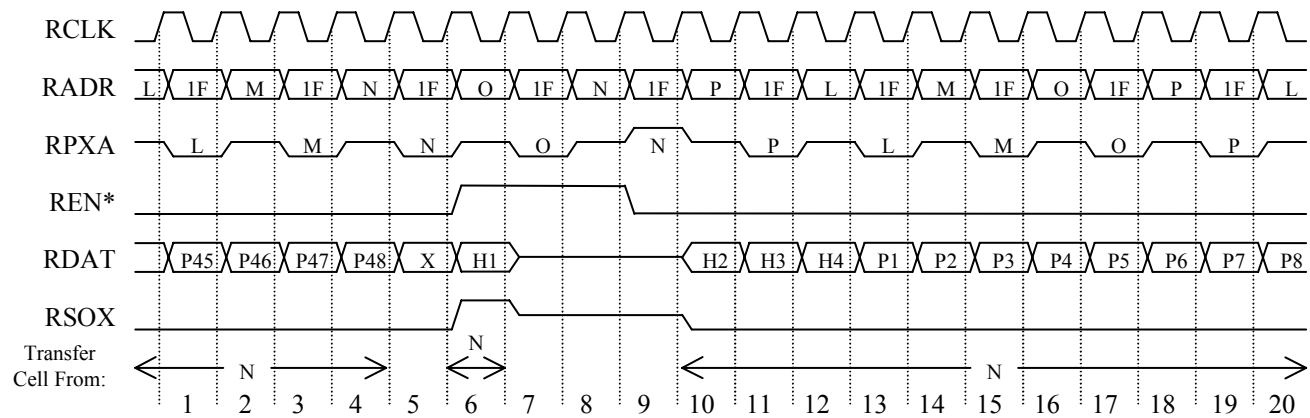 RCLK
RADR L 1F M 1F N 1F O 1F N 1F P 1F L 1F M 1F O 1F P 1F L
RPXA L M N O N P L M O P
REN*
RDAT P45 P46 P47 P48 X H1 H2 H3 H4 P1 P2 P3 P4 P5 P6 P7 P8
RSOX
Transfer
Cell From: N N N
1 2 3 4 5 6 7 8 9 10 11 12 13 14 15 16 17 18 19 20